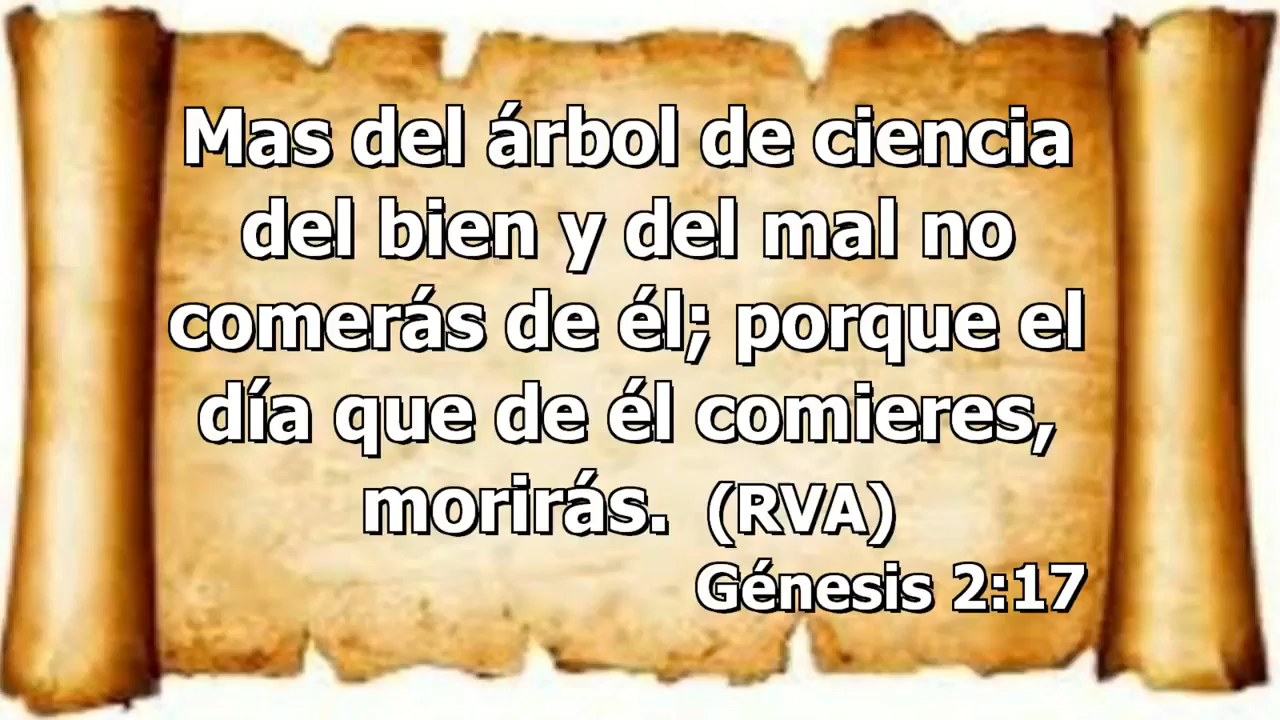 Mas del árbol de ciencia
del bien y del mal no
comerás de él; porque el
día que de él comieres,
morirás. (RVA)
Génesis 2:17